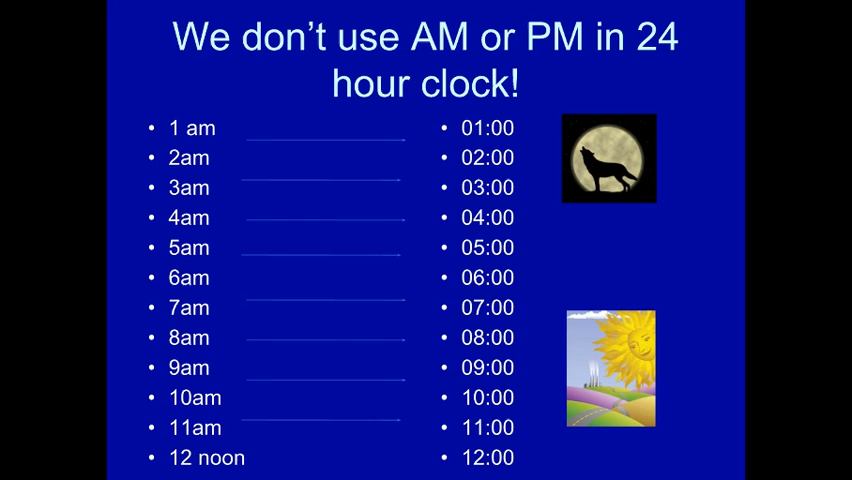 We don't use AM or PM in 24
hour clock!
• 1 am
• 2am
• 3am
• 4am
• 5am
• 6am
• 7am
• 8am
• 9am
• 10am
• 11am
• 12 noon
• 01:00
• 02:00
• 03:00
• 04:00
• 05:00
• 06:00
• 07:00
• 08:00
• 09:00
• 10:00
• 11:00
• 12:00